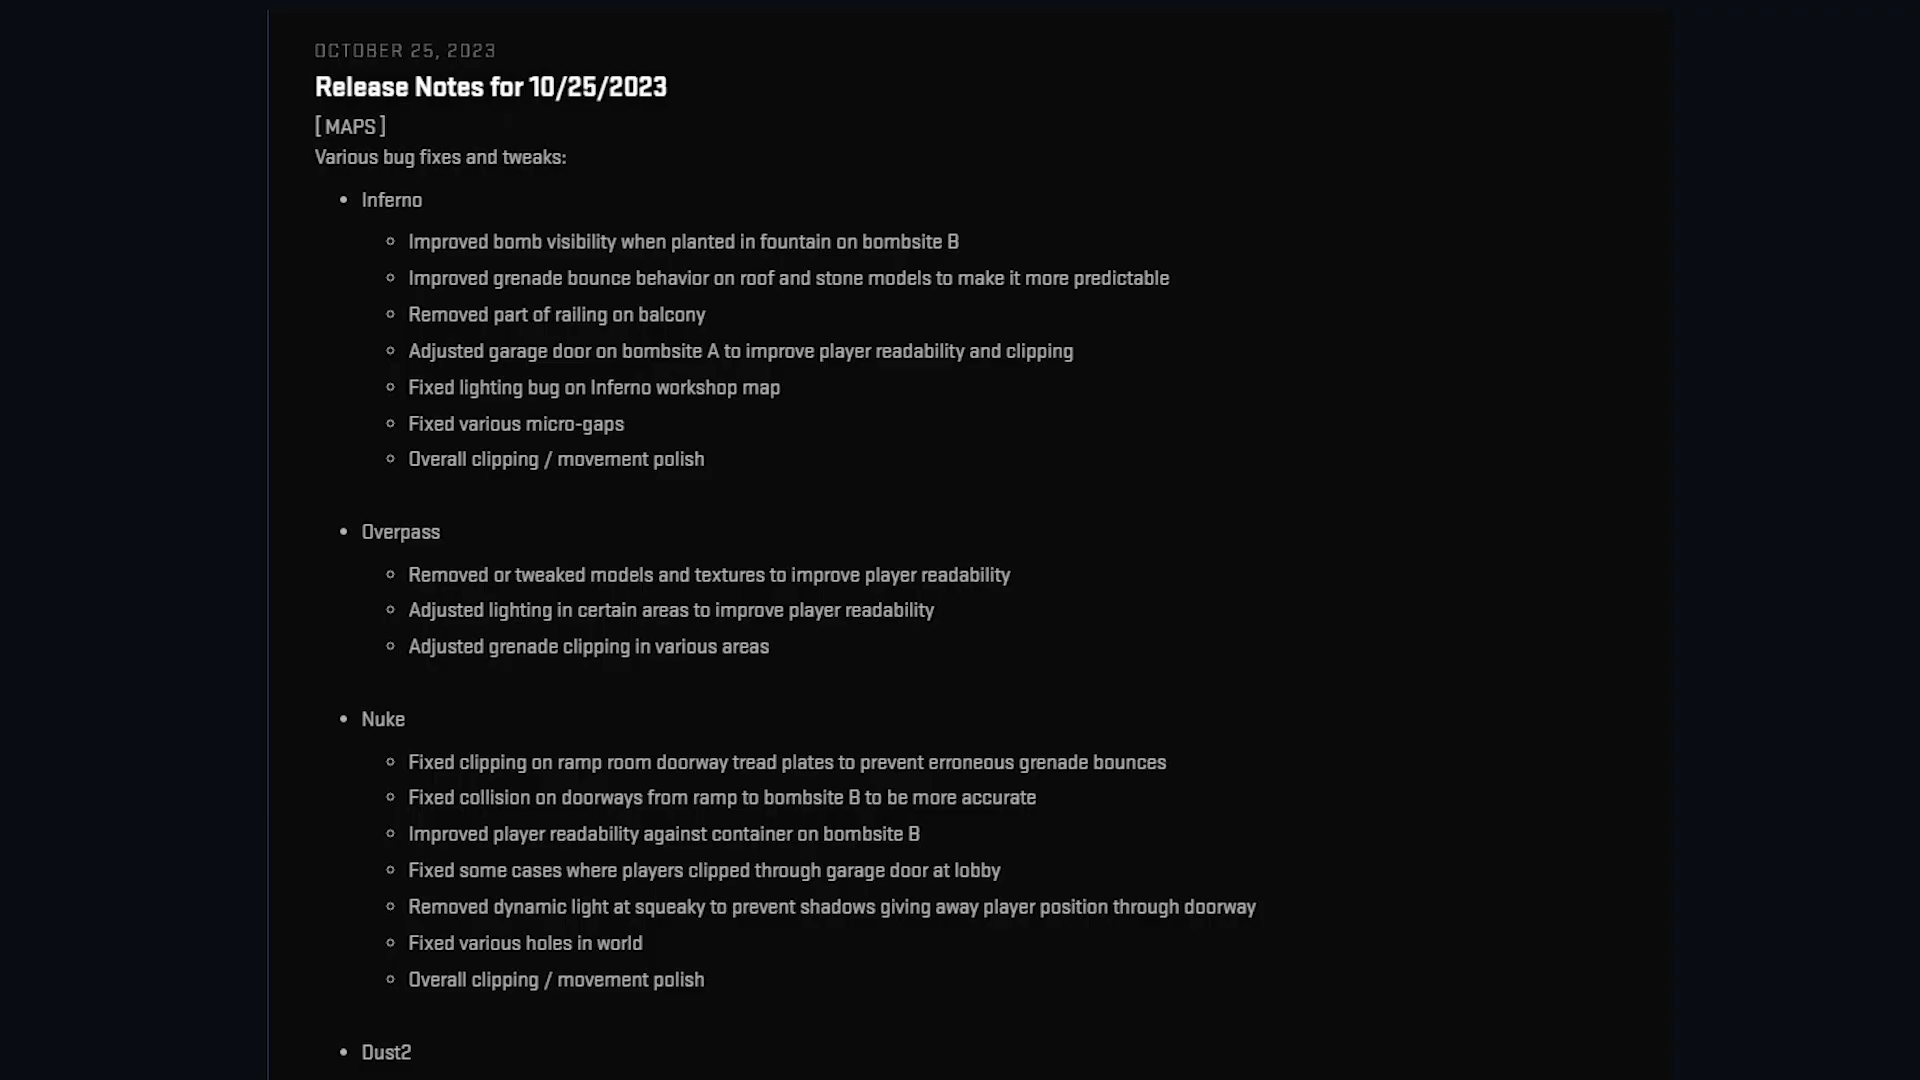 OCTOBER 25, 2023
Release Notes for 10/25/2023
[ MAPS ]
Various bug fixes and tweaks:
• Inferno
◦ Improved bomb visibility when planted in fountain on bombsite B
◦ Improved grenade bounce behavior on roof and stone models to make it more predictable
◦ Removed part of railing on balcony
◦ Adjusted garage door on bombsite A to improve player readability and clipping
◦ Fixed lighting bug on Inferno workshop map
◦ Fixed various micro-gaps
◦ Overall clipping / movement polish
• Overpass
◦ Removed or tweaked models and textures to improve player readability
◦ Adjusted lighting in certain areas to improve player readability
◦ Adjusted grenade clipping in various areas
• Nuke
◦ Fixed clipping on ramp room doorway tread plates to prevent erroneous grenade bounces
◦ Fixed collision on doorways from ramp to bombsite B to be more accurate
◦ Improved player readability against container on bombsite B
◦ Fixed some cases where players clipped through garage door at lobby
◦ Removed dynamic light at squeaky to prevent shadows giving away player position through doorway
◦ Fixed various holes in world
◦ Overall clipping / movement polish
• Dust2